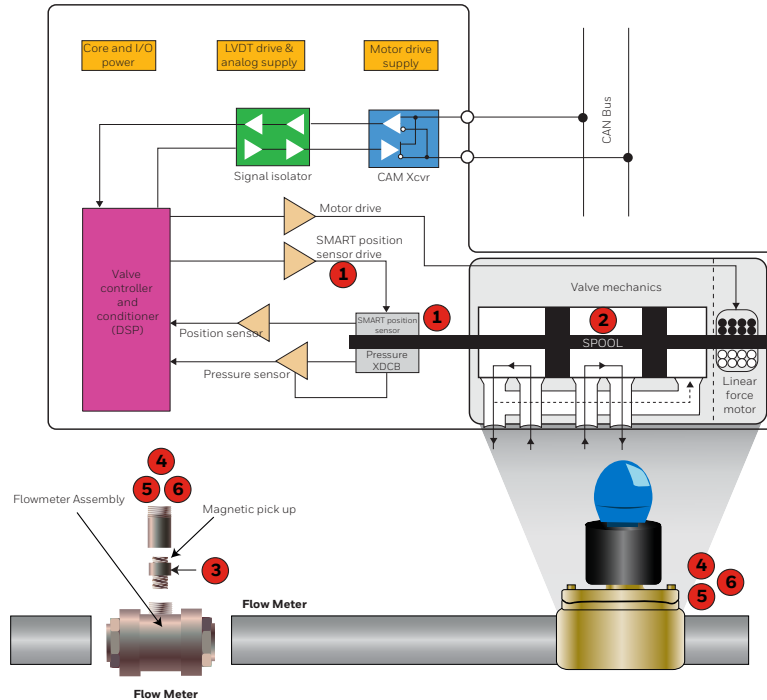 Core and I/O
power
LVDT drive &
analog supply
Motor drive
supply
CAN Bus
Signal isolator
CAM Xcvr
Motor drive
SMART position
sensor drive
1
Valve
controller
and
conditioner
(DSP)
SMART position
sensor
1
Position sensor
Pressure
XDCB
Pressure sensor
Valve mechanics
2
SPOOL
Linear
force
motor
4
5
6
Flowmeter Assembly
Magnetic pick up
3
4
5
6
Flow Meter
Flow Meter